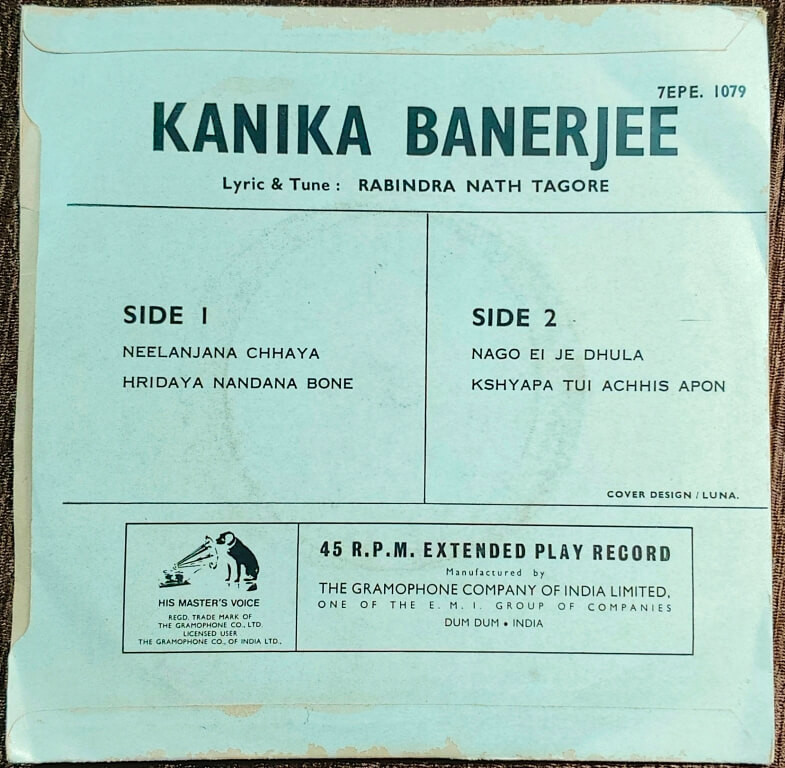 7EPE. 1079
KANIKA BANERJEE
Lyric & Tune : RABINDRA NATH TAGORE
SIDE 1
NEELANJANA CHHAYA
HRIDAYA NANDANA BONE
SIDE 2
NAGO EI JE DHULA
KSHYAPA TUI ACHHIS APON
COVER DESIGN / LUNA.
HIS MASTER'S VOICE
REGD. TRADE MARK OF
THE GRAMOPHONE CO., LTD.
LICENSED USER
THE GRAMOPHONE CO., OF INDIA LTD.,
45 R.P.M. EXTENDED PLAY RECORD
Manufactured by
THE GRAMOPHONE COMPANY OF INDIA LIMITED,
ONE OF THE E. M. I. GROUP OF COMPANIES
DUM DUM • INDIA